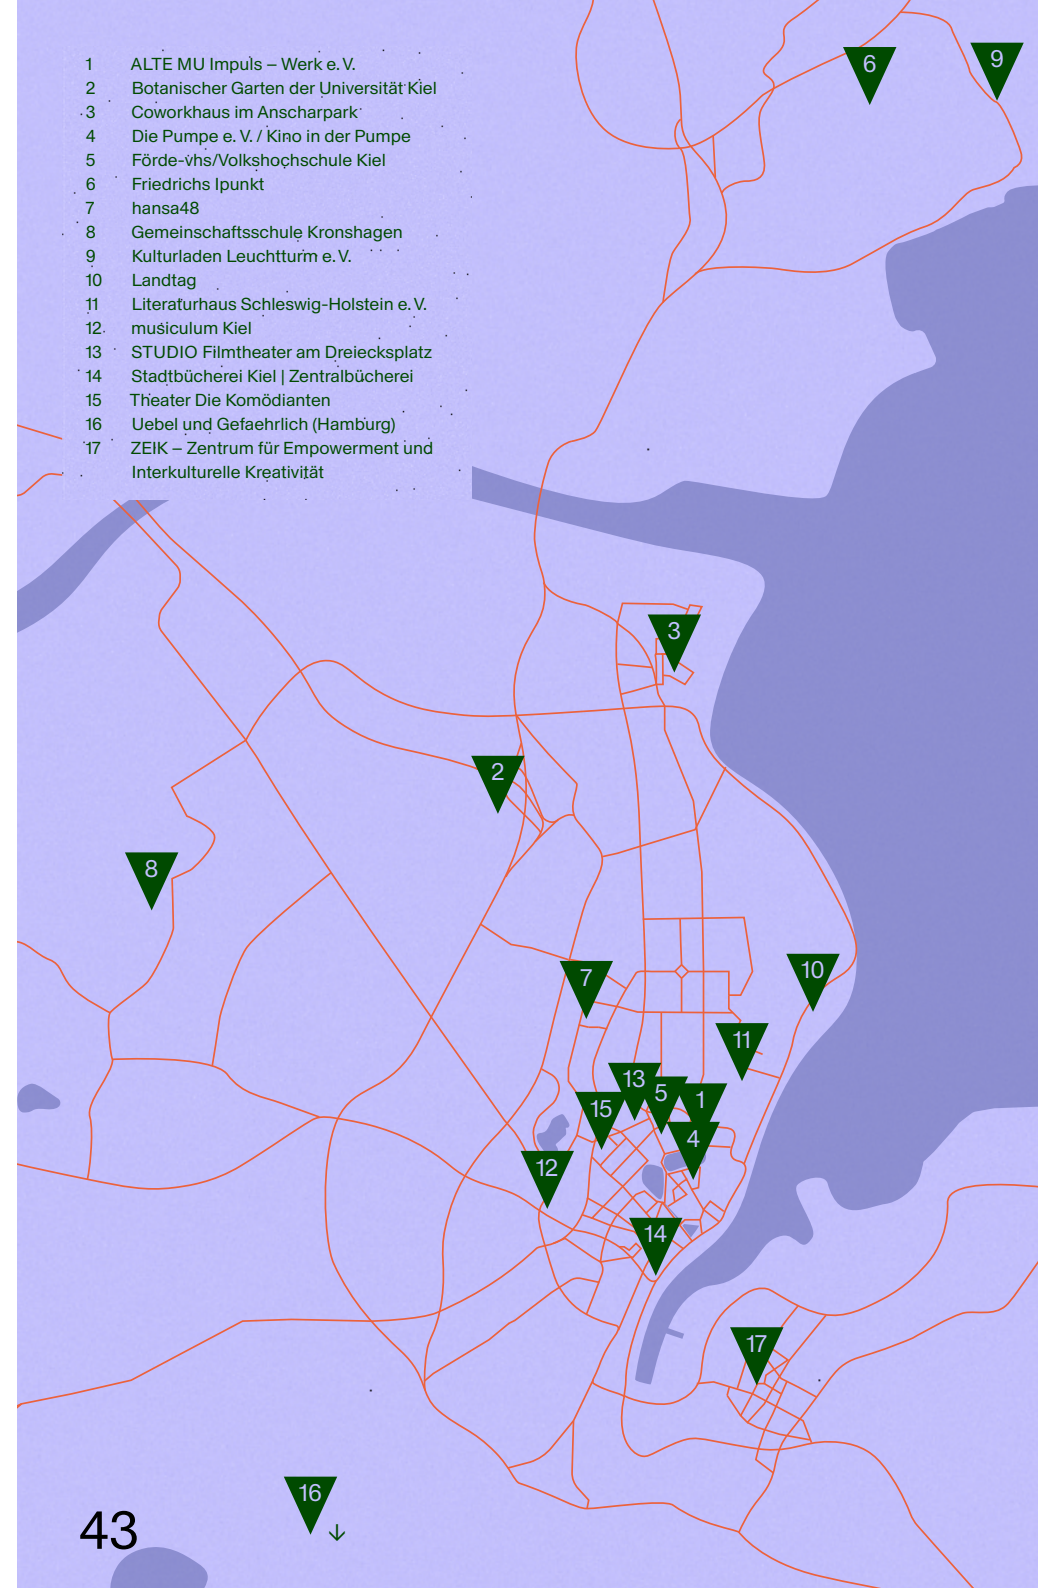 1 ALTE MU Impuls – Werk e. V.
2 Botanischer Garten der Universität Kiel
3 Coworkhaus im Anscharpark
4 Die Pumpe e. V. / Kino in der Pumpe
5 Förde-vhs/Volkshochschule Kiel
6 Friedrichs Ipunkt
7 hansa48
8 Gemeinschaftsschule Kronshagen
9 Kulturladen Leuchtturm e. V.
10 Landtag
11 Literaturhaus Schleswig-Holstein e. V.
12 musiculum Kiel
13 STUDIO Filmtheater am Dreiecksplatz
14 Stadtbücherei Kiel | Zentralbücherei
15 Theater Die Komödianten
16 Uebel und Gefaehrlich (Hamburg)
17 ZEIK – Zentrum für Empowerment und
Interkulturelle Kreativität
6
9
3
2
8
7
10
11
13
5
1
15
4
12
14
17
16
↓
43